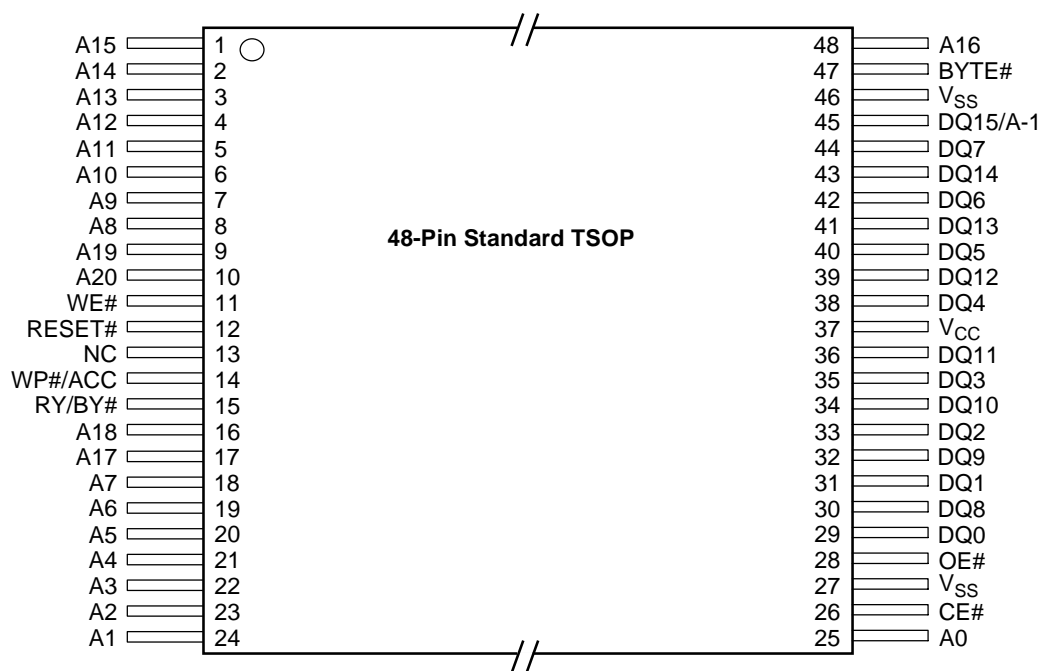 A15 1 48 A16
A14 2 47 BYTE#
A13 3 46 VSS
A12 4 45 DQ15/A-1
A11 5 44 DQ7
A10 6 43 DQ14
A9 7 42 DQ6
A8 8 41 DQ13
48-Pin Standard TSOP
A19 9 40 DQ5
A20 10 39 DQ12
WE# 11 38 DQ4
RESET# 12 37 VCC
NC 13 36 DQ11
WP#/ACC 14 35 DQ3
RY/BY# 15 34 DQ10
A18 16 33 DQ2
A17 17 32 DQ9
A7 18 31 DQ1
A6 19 30 DQ8
A5 20 29 DQ0
A4 21 28 OE#
A3 22 27 VSS
A2 23 26 CE#
A1 24 25 A0